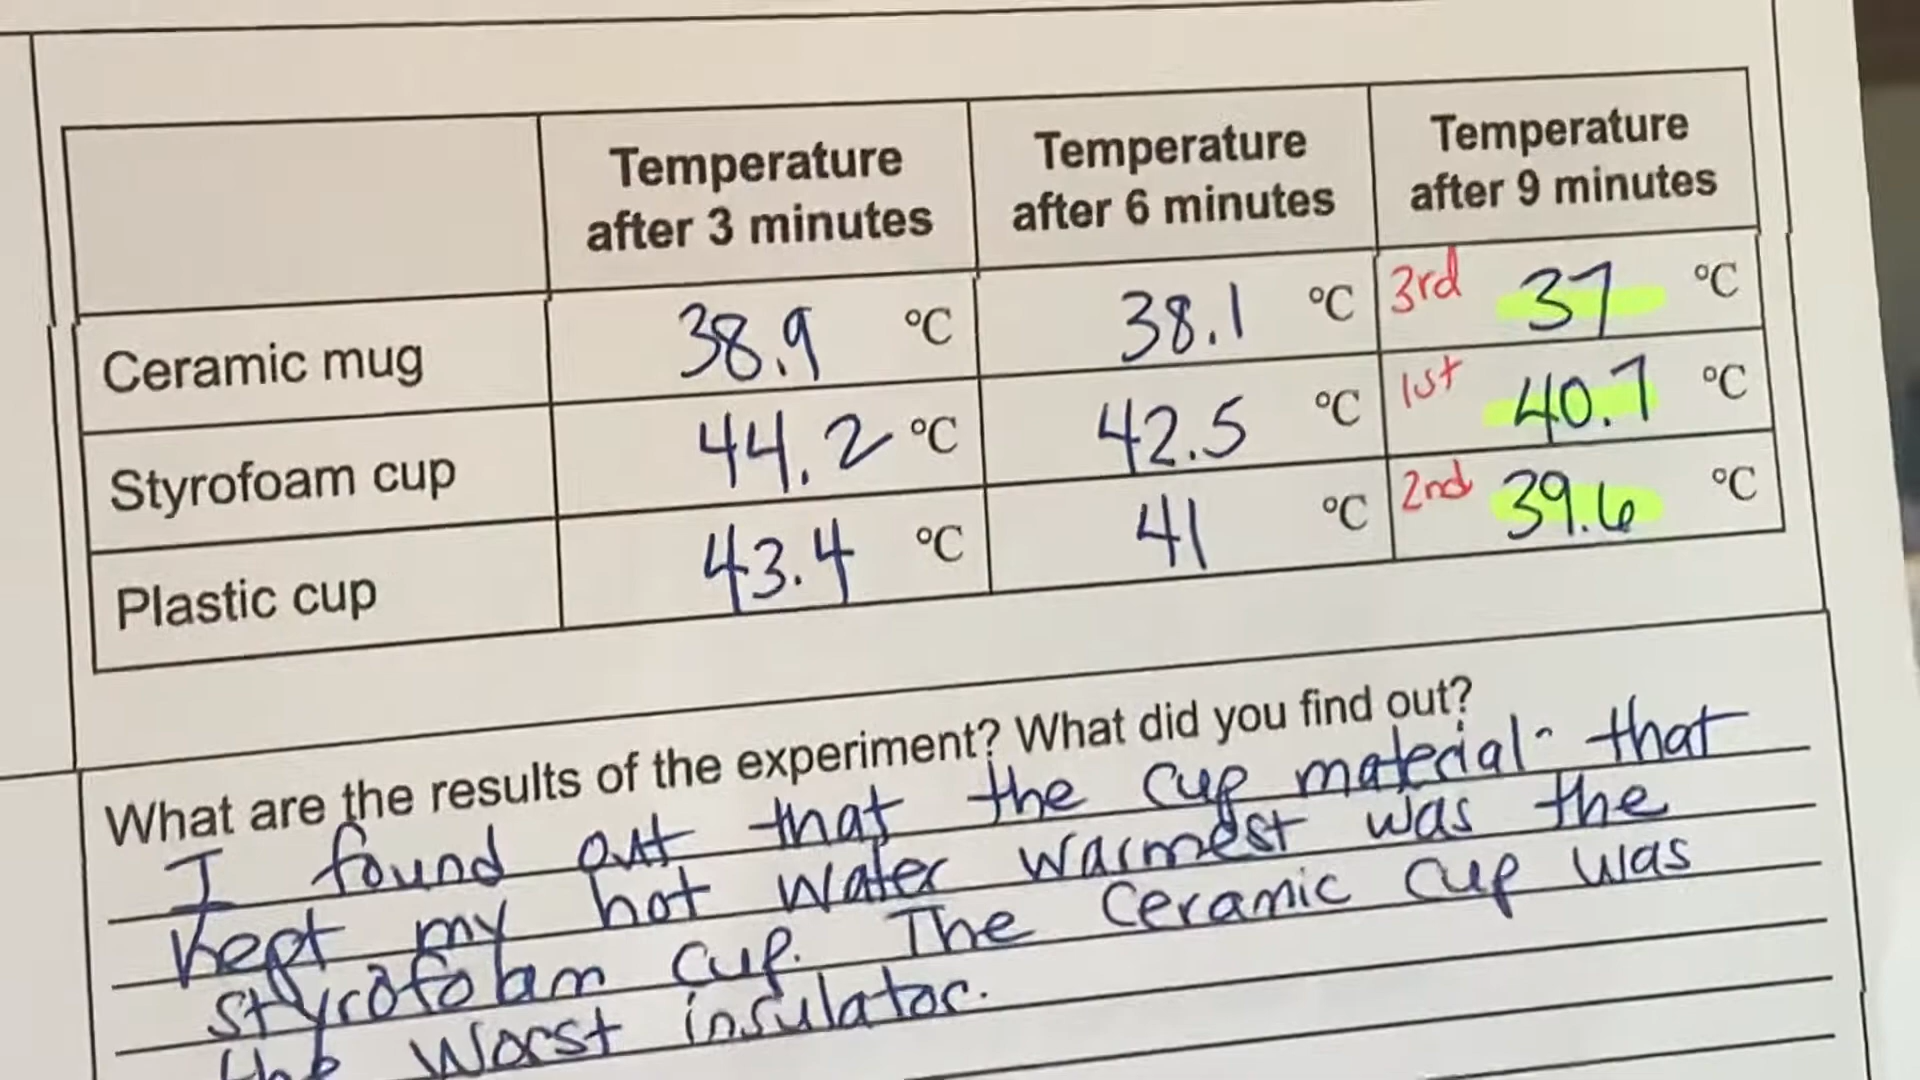 Temperature after 3 minutes Temperature after 6 minutes Temperature after 9 minutes
Ceramic mug 38.9 °C 38.1 °C 3rd 37 °C
Styrofoam cup 44.2 °C 42.5 °C 1st 40.7 °C
Plastic cup 43.4 °C 41 °C 2nd 39.6 °C
What are the results of the experiment? What did you find out?
I found out that the cup material that
kept my hot water warmest was the
styrofoam cup. The ceramic cup was
the worst insulator.